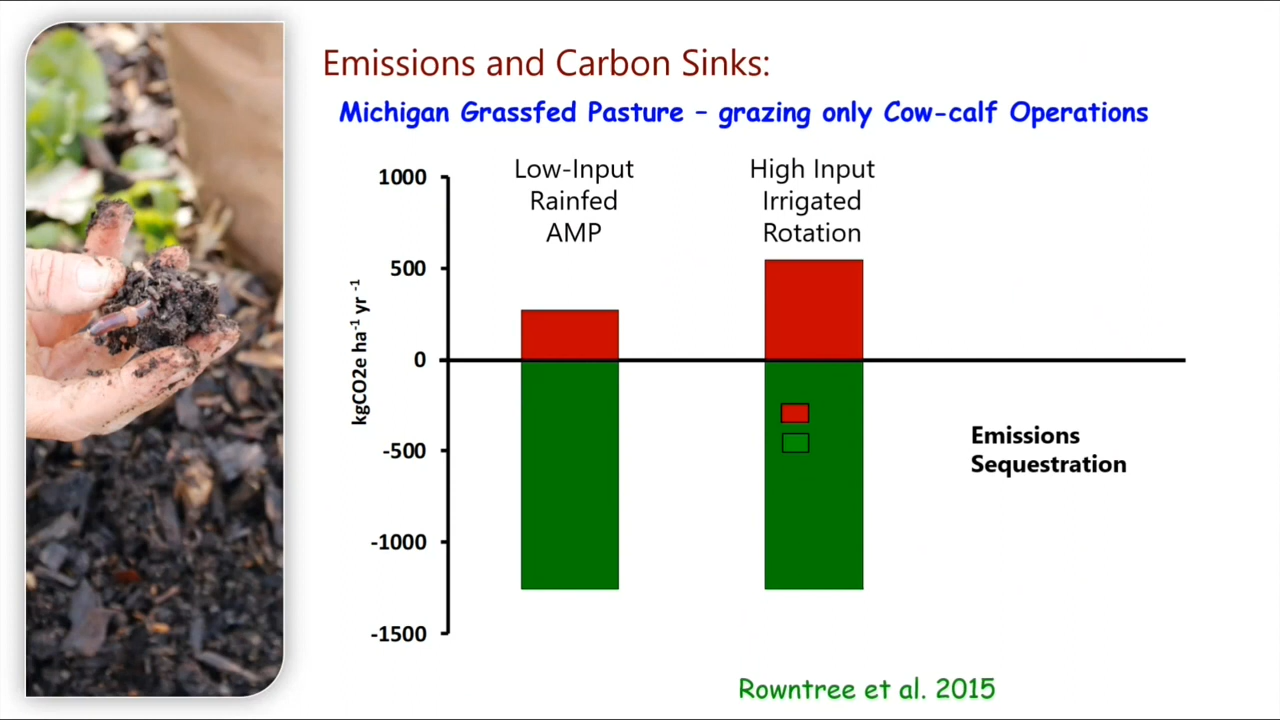 Emissions and Carbon Sinks:
Michigan Grassfed Pasture – grazing only Cow-calf Operations
Low-Input
Rainfed
AMP
High Input
Irrigated
Rotation
1000
500
0
-500
-1000
-1500
kgCO2e ha⁻¹ yr ⁻¹
Emissions
Sequestration
Rowntree et al. 2015